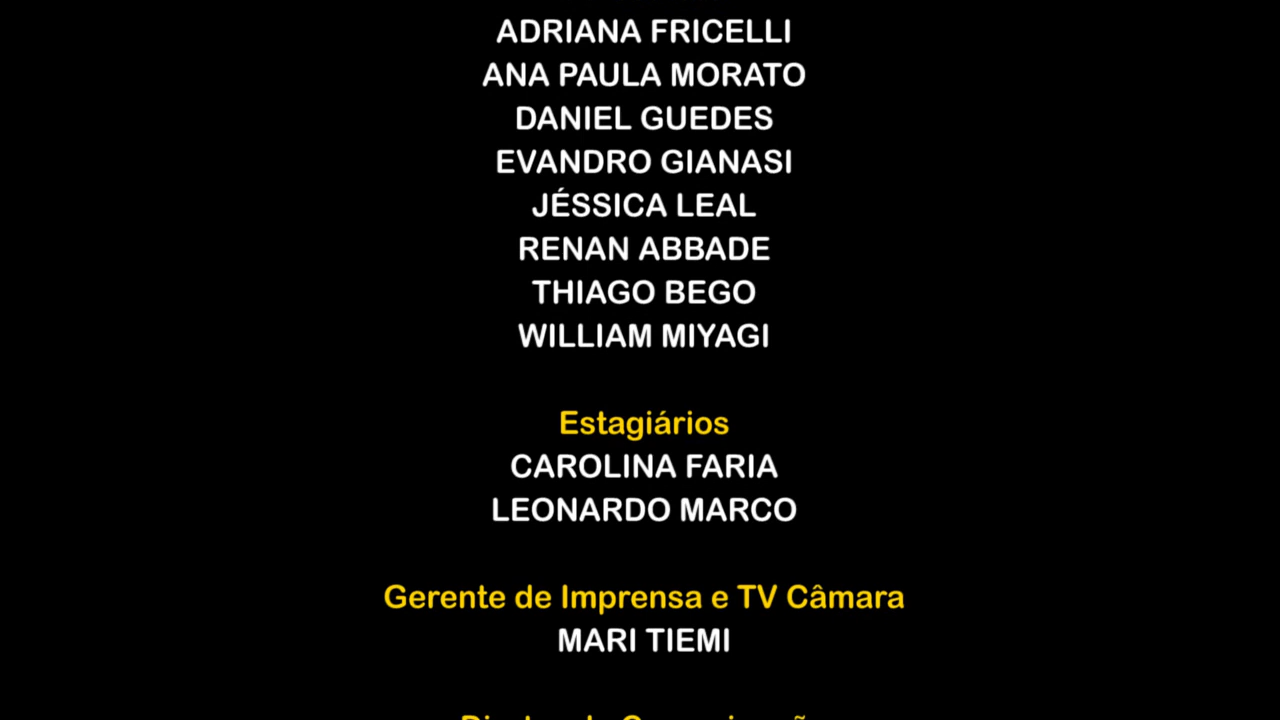 ADRIANA FRICELLI
ANA PAULA MORATO
DANIEL GUEDES
EVANDRO GIANASI
JÉSSICA LEAL
RENAN ABBADE
THIAGO BEGO
WILLIAM MIYAGI
Estagiários
CAROLINA FARIA
LEONARDO MARCO
Gerente de Imprensa e TV Câmara
MARI TIEMI